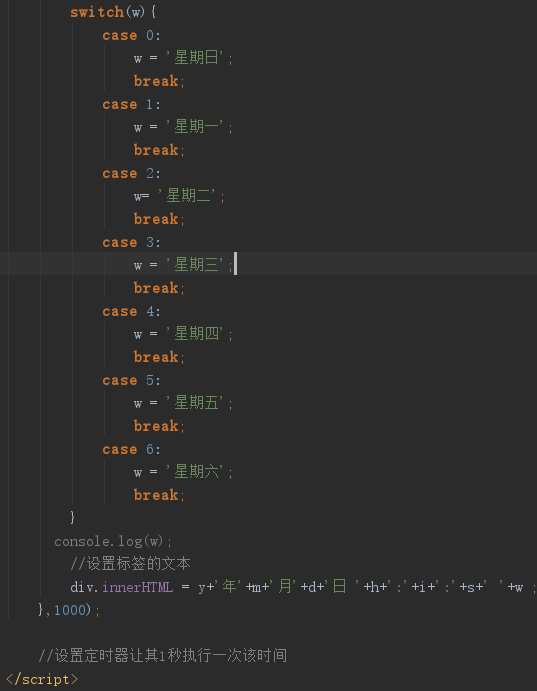 switch(w){
case 0:
w = '星期日';
break;
case 1:
w = '星期一';
break;
case 2:
w= '星期二';
break;
case 3:
w = '星期三';
break;
case 4:
w = '星期四';
break;
case 5:
w = '星期五';
break;
case 6:
w = '星期六';
break;
}
console.log(w);
//设置标签的文本
div.innerHTML = y+'年'+m+'月'+d+'日 '+h+':'+i+':'+s+' '+w ;
},1000);
//设置定时器让其1秒执行一次该时间
</script>